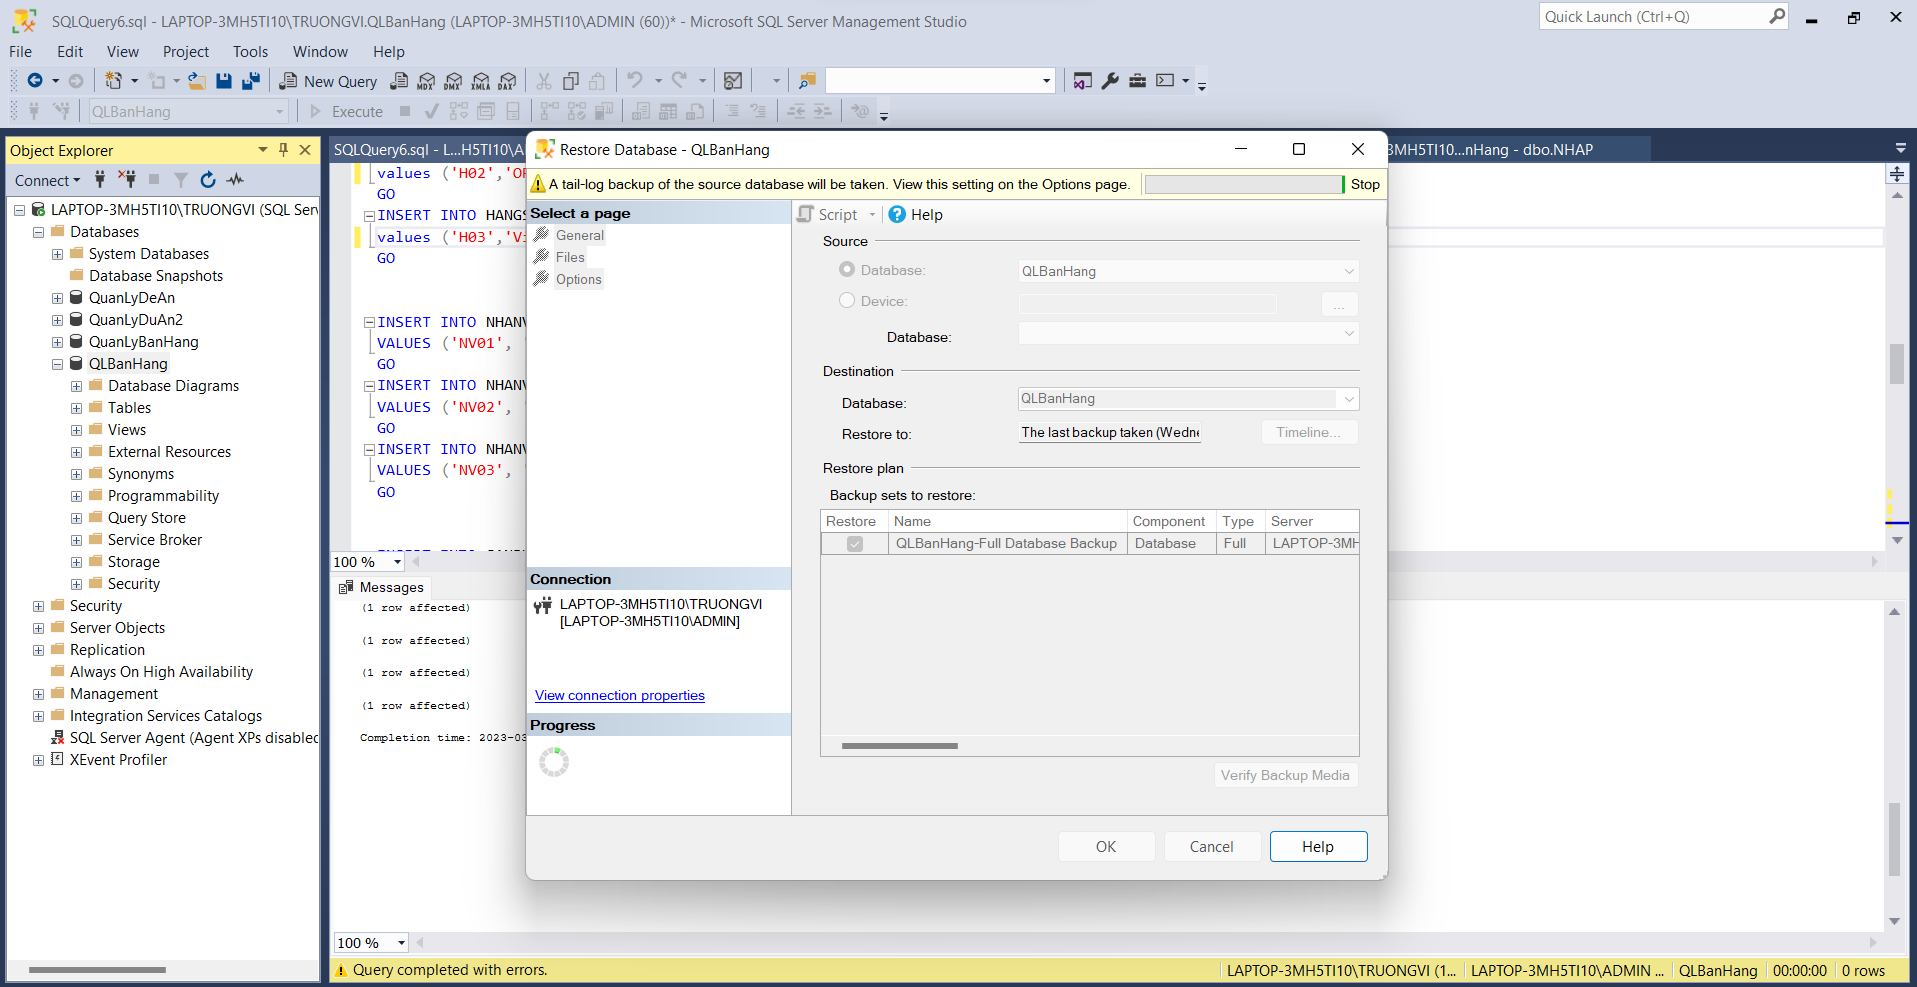 SQLQuery6.sql - LAPTOP-3MH5TI10\TRUONGVI.QLBanHang (LAPTOP-3MH5TI10\ADMIN (60))* - Microsoft SQL Server Management Studio
Quick Launch (Ctrl+Q)
File Edit View Project Tools Window Help
New Query
MDX DMX XMLA DAX
QLBanHang
Execute
Object Explorer
Connect
LAPTOP-3MH5TI10\TRUONGVI (SQL Ser
Databases
System Databases
Database Snapshots
QuanLyDeAn
QuanLyDuAn2
QuanLyBanHang
QLBanHang
Database Diagrams
Tables
Views
External Resources
Synonyms
Programmability
Query Store
Service Broker
Storage
Security
Security
Server Objects
Replication
Always On High Availability
Management
Integration Services Catalogs
SQL Server Agent (Agent XPs disabled
XEvent Profiler
SQLQuery6.sql - L...H5TI10\A
3MH5TI10...nHang - dbo.NHAP
values ('H02','O
GO
INSERT INTO HANGS
values ('H03','Vi
GO
INSERT INTO NHANV
VALUES ('NV01', '
GO
INSERT INTO NHANV
VALUES ('NV02', '
GO
INSERT INTO NHANV
VALUES ('NV03', '
GO
100 %
Messages
(1 row affected)
(1 row affected)
(1 row affected)
(1 row affected)
Completion time: 2023-03
100 %
Query completed with errors.
LAPTOP-3MH5TI10\TRUONGVI (1...
LAPTOP-3MH5TI10\ADMIN ...
QLBanHang
00:00:00
0 rows
Restore Database - QLBanHang
A tail-log backup of the source database will be taken. View this setting on the Options page.
Stop
Select a page
General
Files
Options
Connection
LAPTOP-3MH5TI10\TRUONGVI
[LAPTOP-3MH5TI10\ADMIN]
View connection properties
Progress
Script
Help
Source
Database: QLBanHang
Device:
...
Database:
Destination
Database: QLBanHang
Restore to: The last backup taken (Wedne
Timeline...
Restore plan
Backup sets to restore:
Restore Name Component Type Server
QLBanHang-Full Database Backup Database Full LAPTOP-3MH
Verify Backup Media
OK Cancel Help